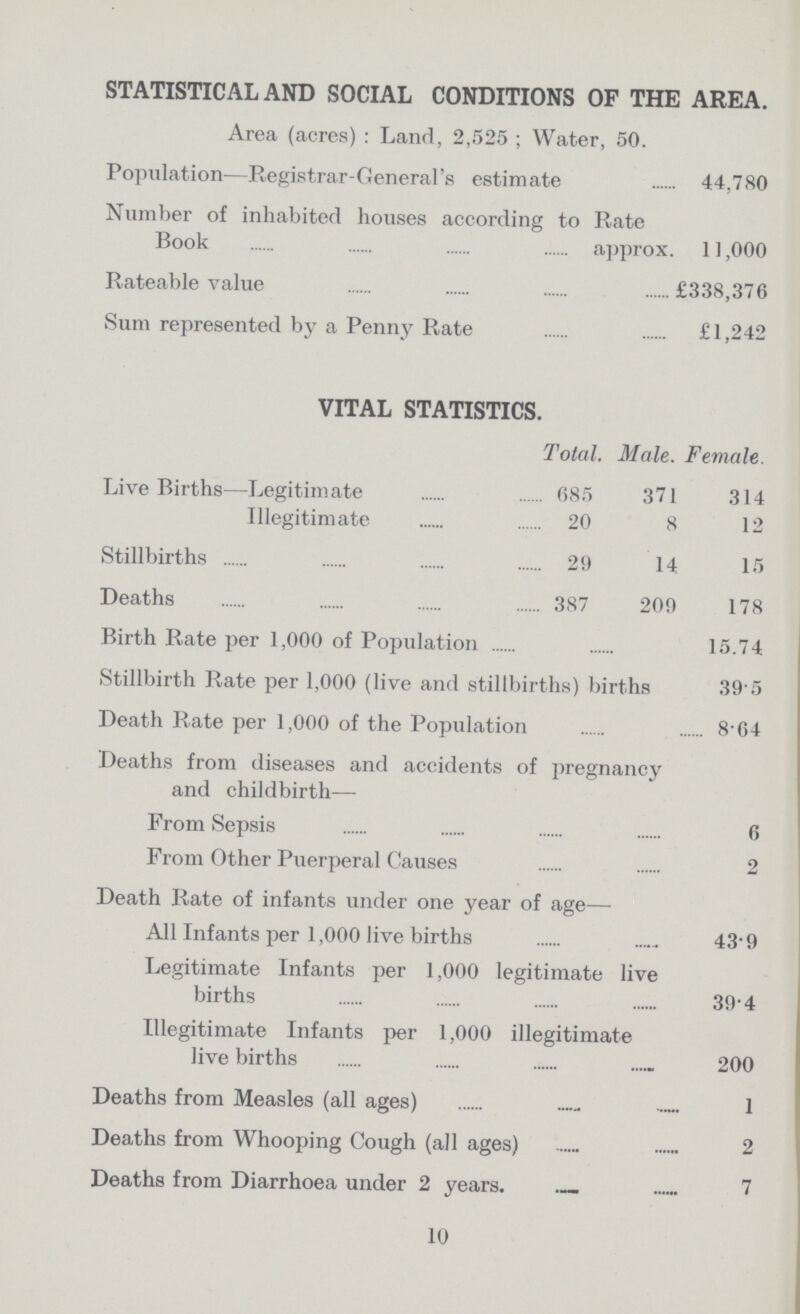 STATISTICAL AND SOCIAL CONDITIONS OF THE AREA.
Area (acres) : Land, 2,525 ; Water, 50.
Population—Registrar-General's estimate ...... 44,780
Number of inhabited houses according to Rate
Book ...... ...... ...... ...... approx. 11,000
Rateable value ...... ...... ...... ...... £338,376
Sum represented by a Penny Rate ...... ...... £1,242
VITAL STATISTICS.
Total. Male. Female.
Live Births—Legitimate ...... ...... 685 371 314
Illegitimate ...... ...... 20 8 12
Stillbirths ...... ...... ...... ...... 29 14 15
Deaths ...... ...... ...... ...... 387 209 178
Birth Rate per 1,000 of Population ...... ...... 15.74
Stillbirth Rate per 1,000 (live and stillbirths) births 39·5
Death Rate per 1,000 of the Population ...... ...... 8·64
Deaths from diseases and accidents of pregnancy
and childbirth—
From Sepsis ...... ...... ...... ...... 6
From Other Puerperal Causes ...... ...... 2
Death Rate of infants under one year of age—
All Infants per 1,000 live births ...... ...... 43·9
Legitimate Infants per 1,000 legitimate live
births ...... ...... ...... ...... 39·4
Illegitimate Infants per 1,000 illegitimate
live births ...... ...... ...... ...... 200
Deaths from Measles (all ages) ...... ...... ...... 1
Deaths from Whooping Cough (all ages) ...... ...... 2
Deaths from Diarrhoea under 2 years. ...... ...... 7
10